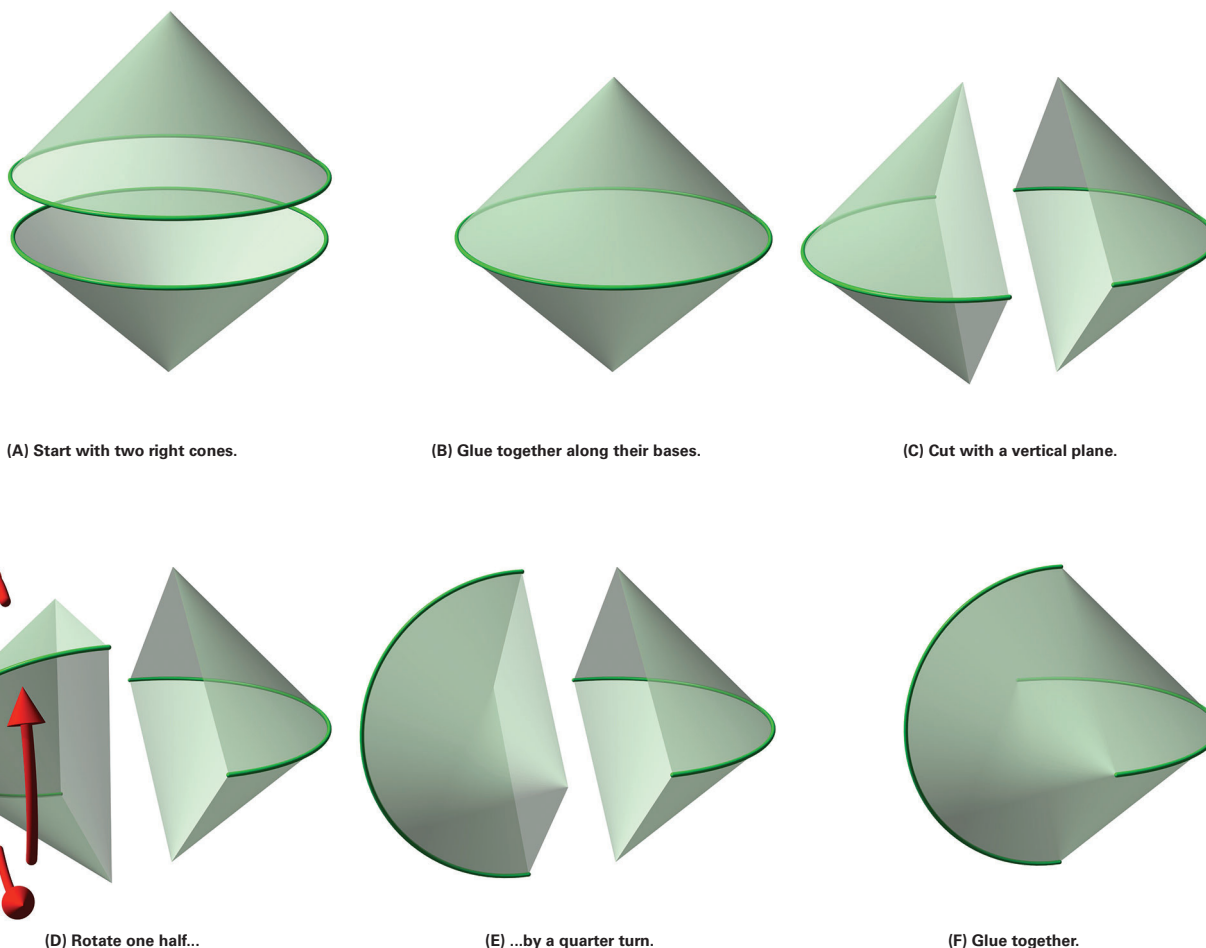 (A) Start with two right cones.
(B) Glue together along their bases.
(C) Cut with a vertical plane.
(D) Rotate one half...
(E) ...by a quarter turn.
(F) Glue together.